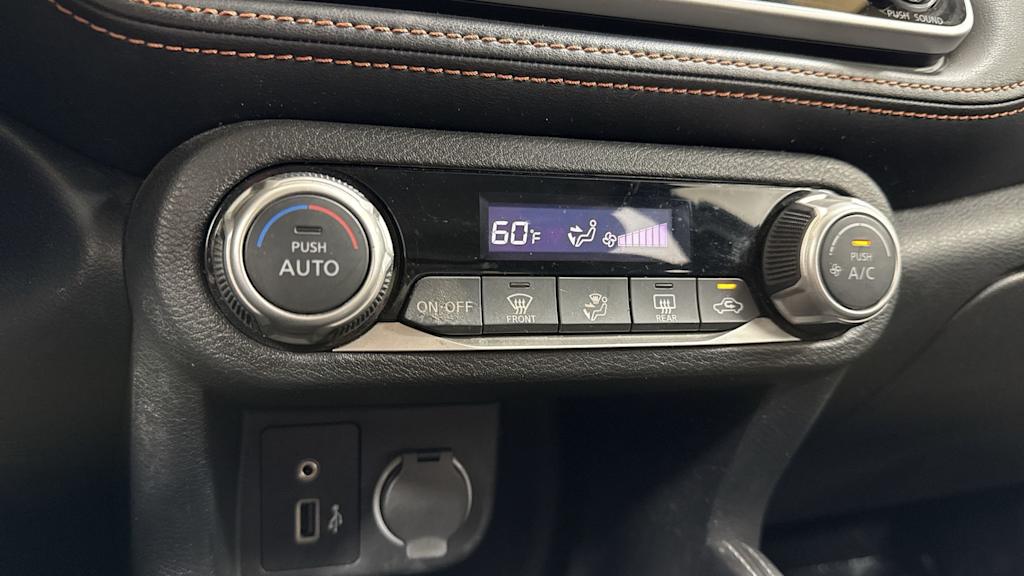 PUSH SOUND
60°F
PUSH
AUTO
PUSH
A/C
ON·OFF
FRONT
REAR